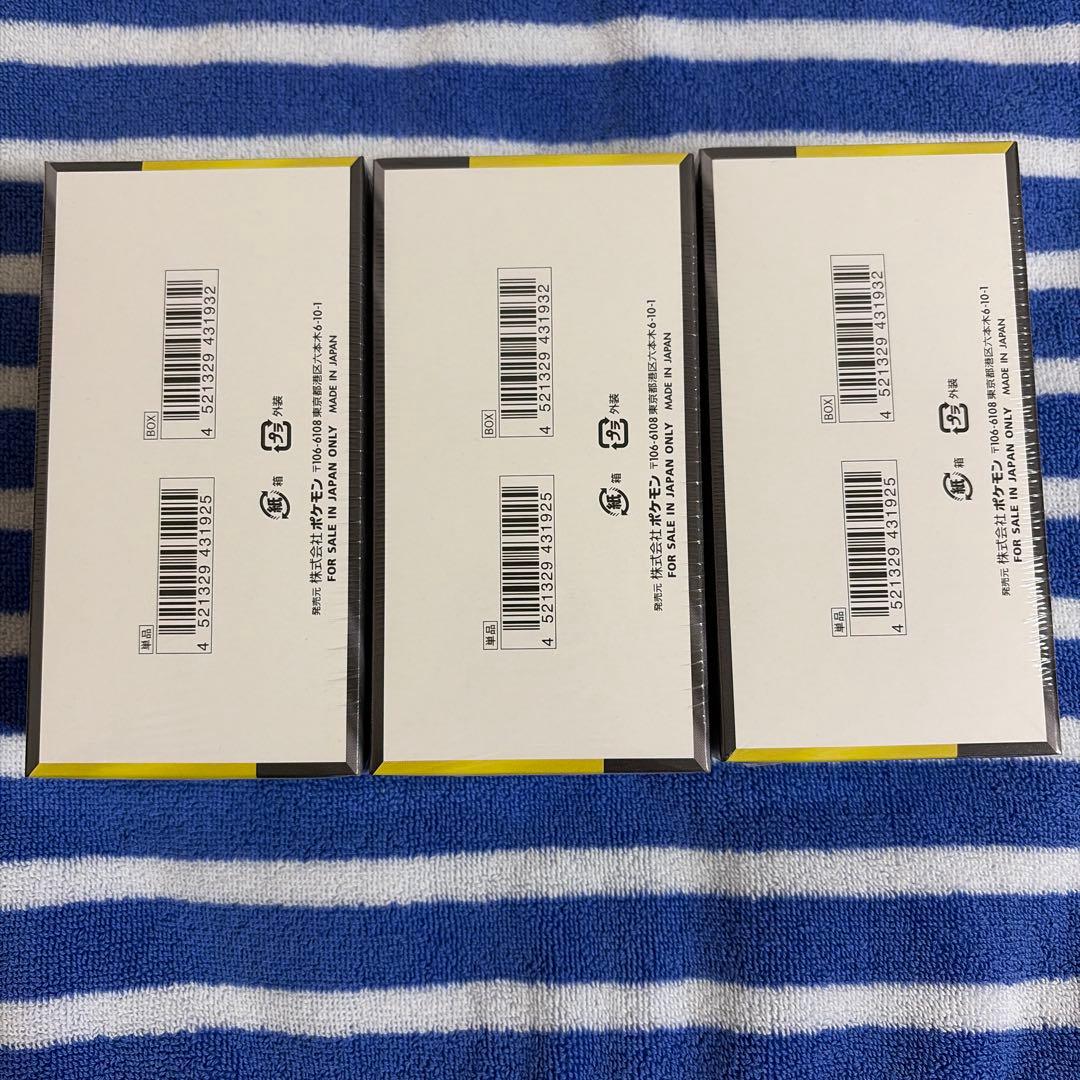 BOX
4 521329 431932
単品
4 521329 431925
紙 箱
プラ 外装
発売元 株式会社ポケモン 〒106-6108 東京都港区六本木6-10-1
FOR SALE IN JAPAN ONLY MADE IN JAPAN
BOX
4 521329 431932
単品
4 521329 431925
紙 箱
プラ 外装
発売元 株式会社ポケモン 〒106-6108 東京都港区六本木6-10-1
FOR SALE IN JAPAN ONLY MADE IN JAPAN
BOX
4 521329 431932
単品
4 521329 431925
紙 箱
プラ 外装
発売元 株式会社ポケモン 〒106-6108 東京都港区六本木6-10-1
FOR SALE IN JAPAN ONLY MADE IN JAPAN